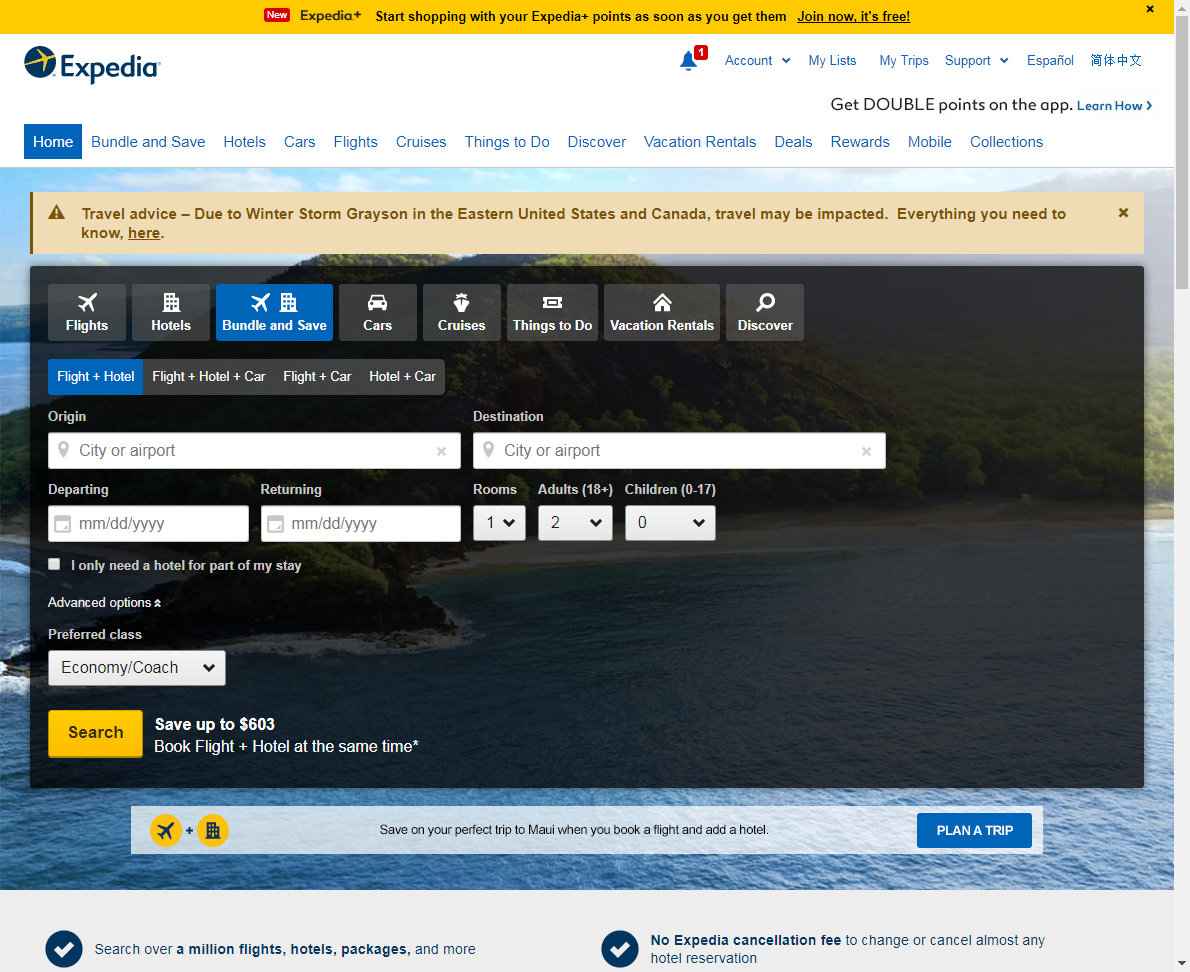 New Expedia+ Start shopping with your Expedia+ points as soon as you get them Join now, it's free!
Expedia
1 Account My Lists My Trips Support Español 简体中文
Get DOUBLE points on the app. Learn How
Home Bundle and Save Hotels Cars Flights Cruises Things to Do Discover Vacation Rentals Deals Rewards Mobile Collections
Travel advice – Due to Winter Storm Grayson in the Eastern United States and Canada, travel may be impacted. Everything you need to
know, here.
Flights Hotels Bundle and Save Cars Cruises Things to Do Vacation Rentals Discover
Flight + Hotel Flight + Hotel + Car Flight + Car Hotel + Car
Origin Destination
City or airport City or airport
Departing Returning Rooms Adults (18+) Children (0-17)
mm/dd/yyyy mm/dd/yyyy 1 2 0
I only need a hotel for part of my stay
Advanced options
Preferred class
Economy/Coach
Search Save up to $603
Book Flight + Hotel at the same time*
+ Save on your perfect trip to Maui when you book a flight and add a hotel. PLAN A TRIP
Search over a million flights, hotels, packages, and more
No Expedia cancellation fee to change or cancel almost any
hotel reservation